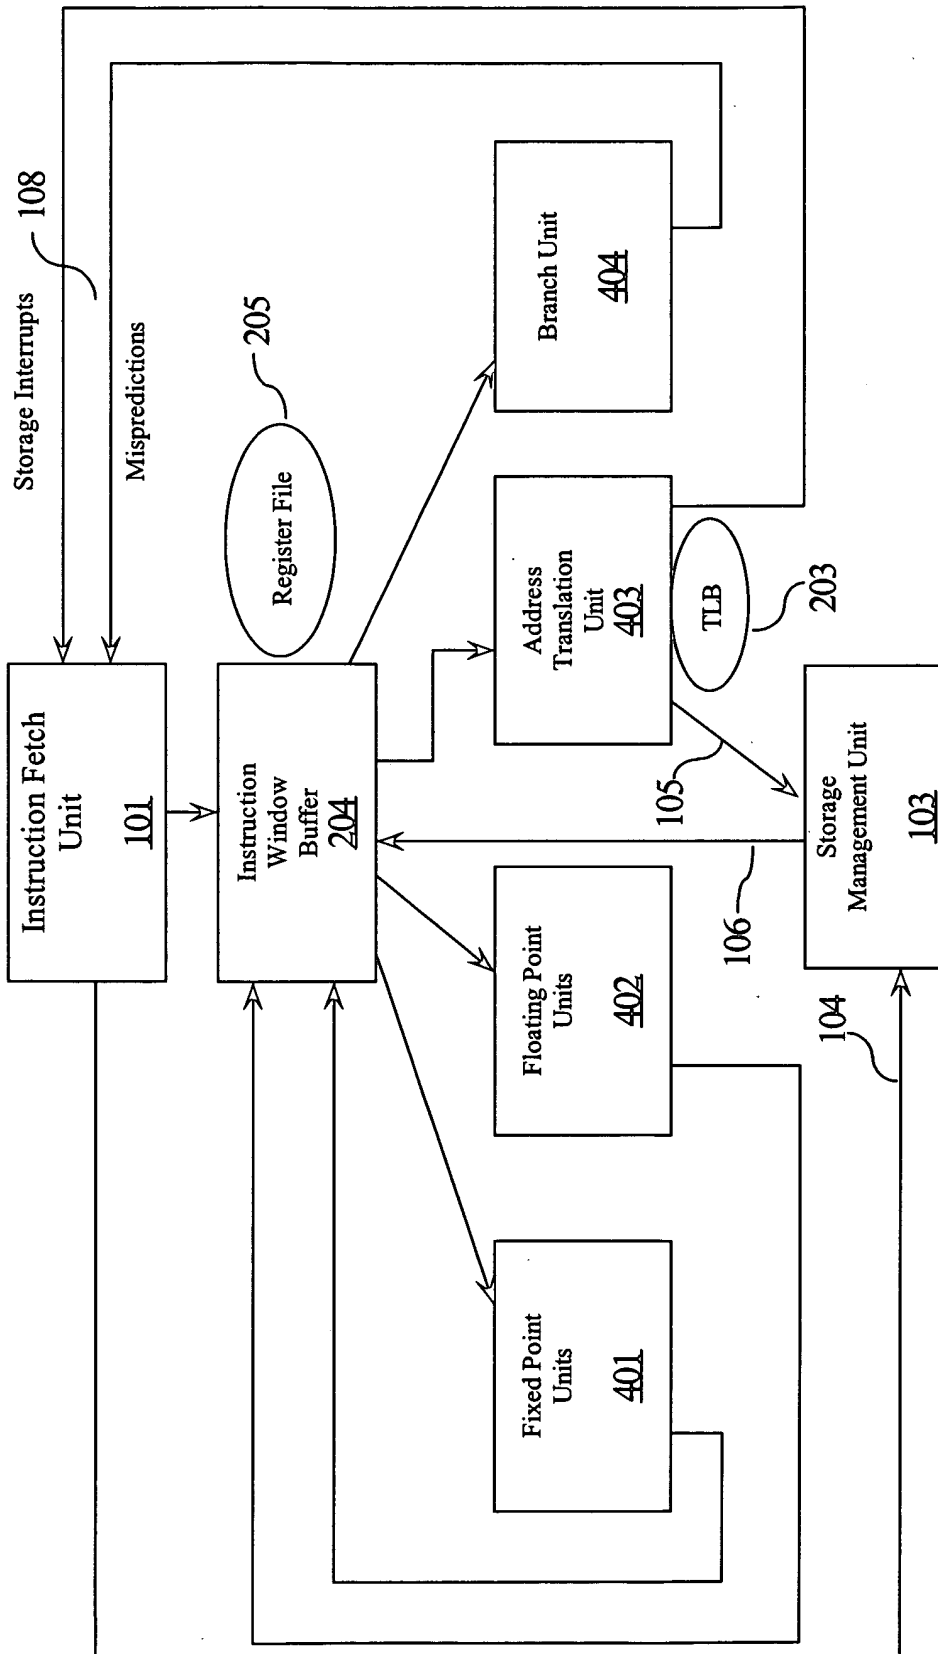 Storage Interrupts
108
Mispredictions
Instruction Fetch
Unit
101
Register File
205
Instruction
Window
Buffer
204
Fixed Point
Units
401
Floating Point
Units
402
Address
Translation
Unit
403
Branch Unit
404
TLB
203
105
106
104
Storage
Management Unit
103